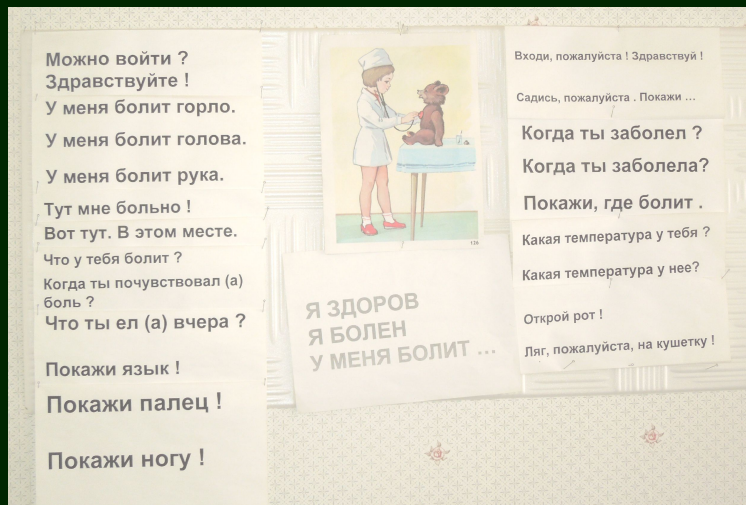 Можно войти ?
Здравствуйте !
У меня болит горло.
У меня болит голова.
У меня болит рука.
Тут мне больно !
Вот тут. В этом месте.
Что у тебя болит ?
Когда ты почувствовал (а)
боль ?
Что ты ел (а) вчера ?
Покажи язык !
Покажи палец !
Покажи ногу !
126
Я ЗДОРОВ
Я БОЛЕН
У МЕНЯ БОЛИТ ...
Входи, пожалуйста ! Здравствуй !
Садись, пожалуйста . Покажи ...
Когда ты заболел ?
Когда ты заболела?
Покажи, где болит .
Какая температура у тебя ?
Какая температура у нее?
Открой рот !
Ляг, пожалуйста, на кушетку !